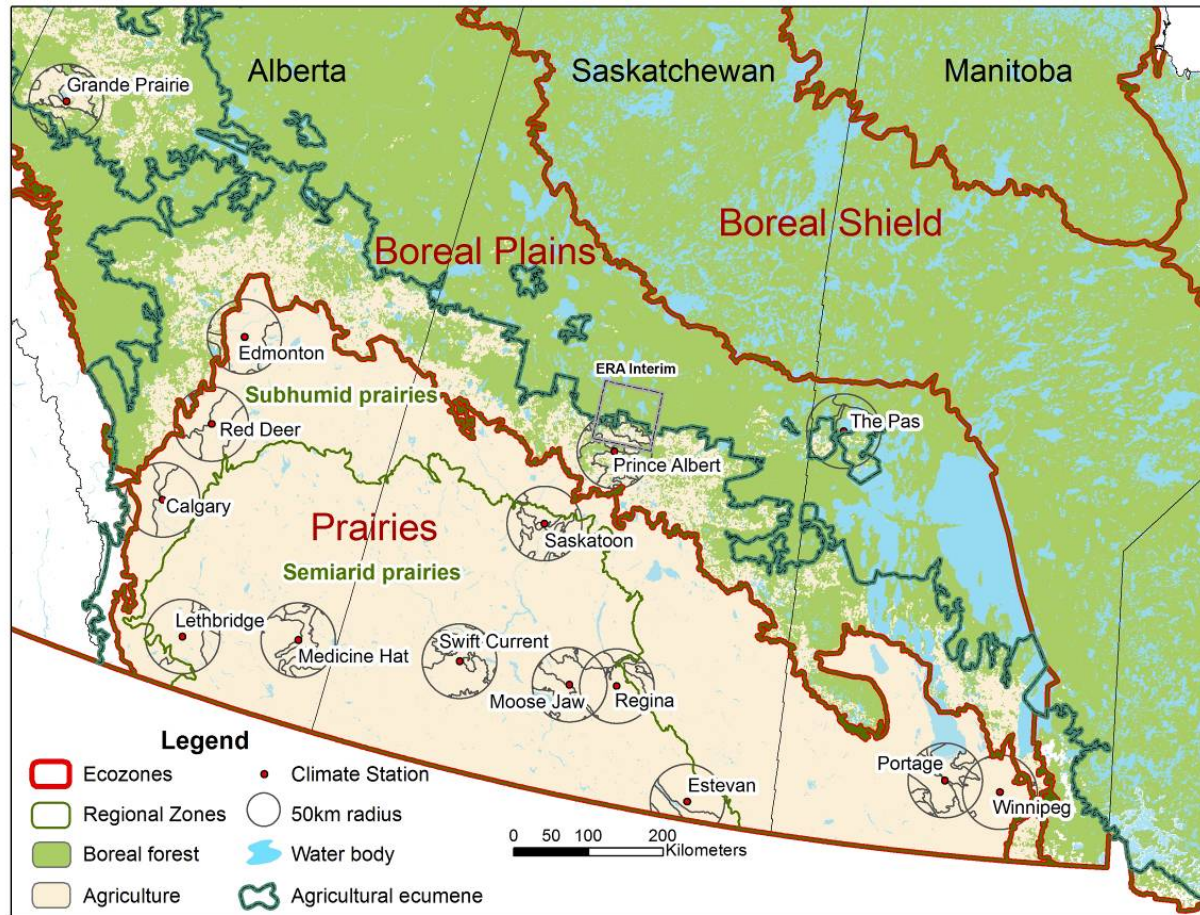 Grande Prairie
Alberta
Saskatchewan
Manitoba
Boreal Shield
Boreal Plains
Edmonton
ERA Interim
Subhumid prairies
Red Deer
The Pas
Prince Albert
Calgary
Prairies
Saskatoon
Semiarid prairies
Lethbridge
Medicine Hat
Swift Current
Moose Jaw
Regina
Legend
Ecozones
Climate Station
Regional Zones
50km radius
Boreal forest
Water body
Agriculture
Agricultural ecumene
Estevan
Portage
Winnipeg
0 50 100 200
Kilometers